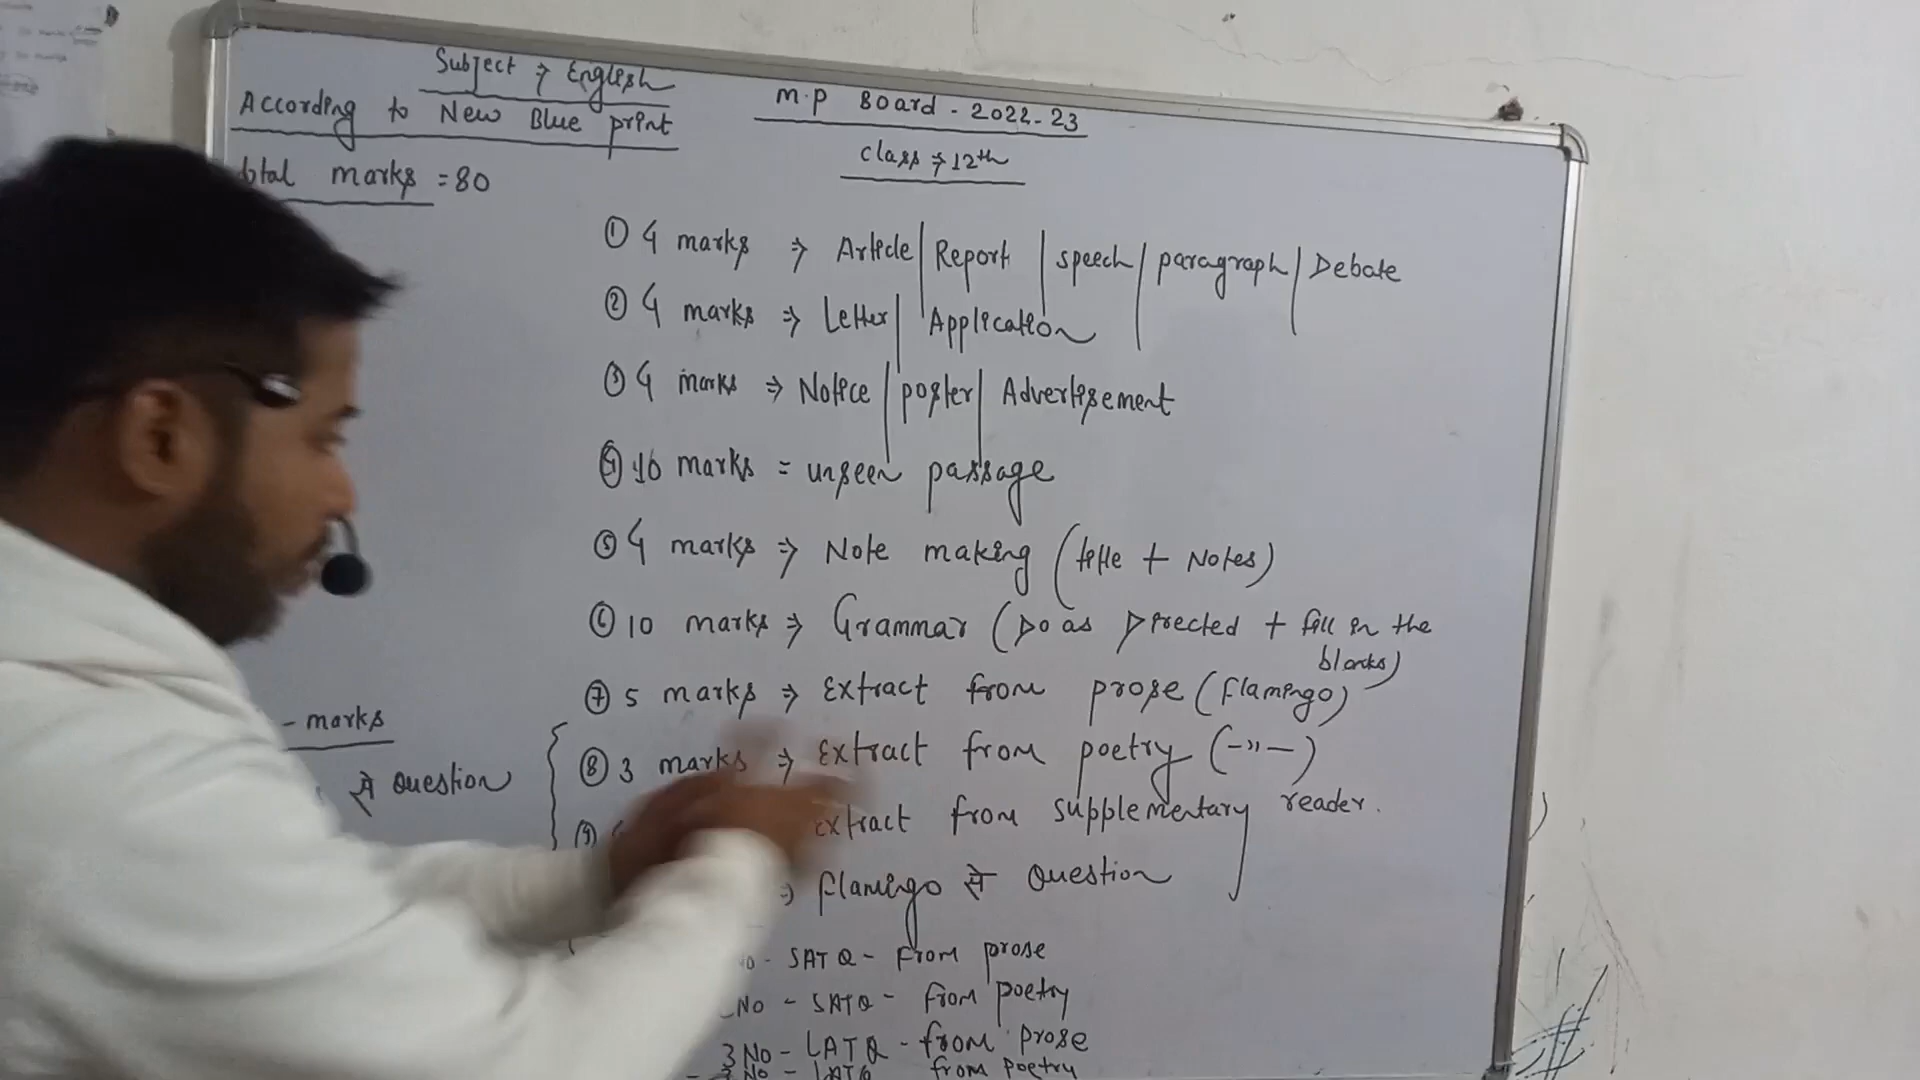 Subject ⇒ English
According to New Blue print
M.P Board - 2022-23
Class ⇒ 12th
marks = 80
① 4 marks ⇒ Article | Report | speech | paragraph | Debate
② 4 marks ⇒ Letter | Application
③ 4 marks ⇒ Notice | poster | Advertisement
④ 10 marks = unseen passage
⑤ 4 marks ⇒ Note making (title + Notes)
⑥ 10 marks ⇒ Grammar (Do as Directed + fill in the
blanks)
⑦ 5 marks ⇒ Extract from prose (flamingo)
- marks
से Question
⑧ 3 marks ⇒ Extract from poetry (-"-)
⑨ Extract from supplementary reader.
⇒ flamingo से Question
No - SATQ - From prose
No - SATQ - from poetry
3 No - LATQ - from prose
No - LATQ from poetry